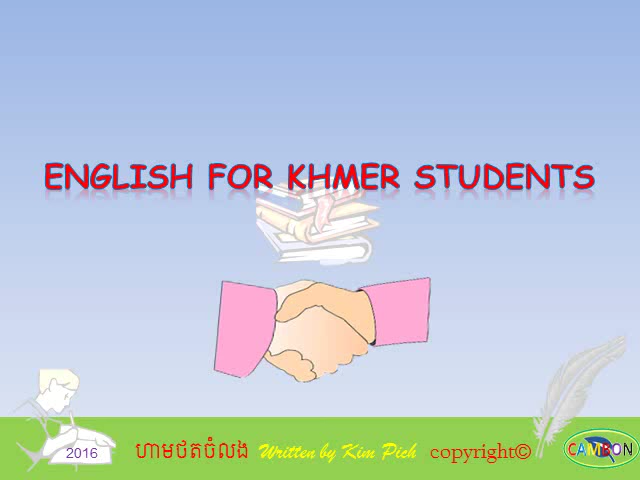 ENGLISH FOR KHMER STUDENTS
2016 ហាមថតចំលង Written by Kim Pich copyright© CAMBON